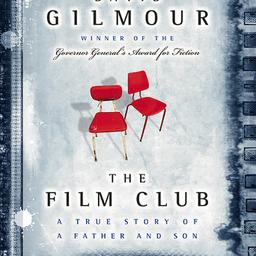 GILMOUR
WINNER OF THE
Governor General's Award for Fiction
THE
FILM CLUB
A TRUE STORY OF
A FATHER AND SON